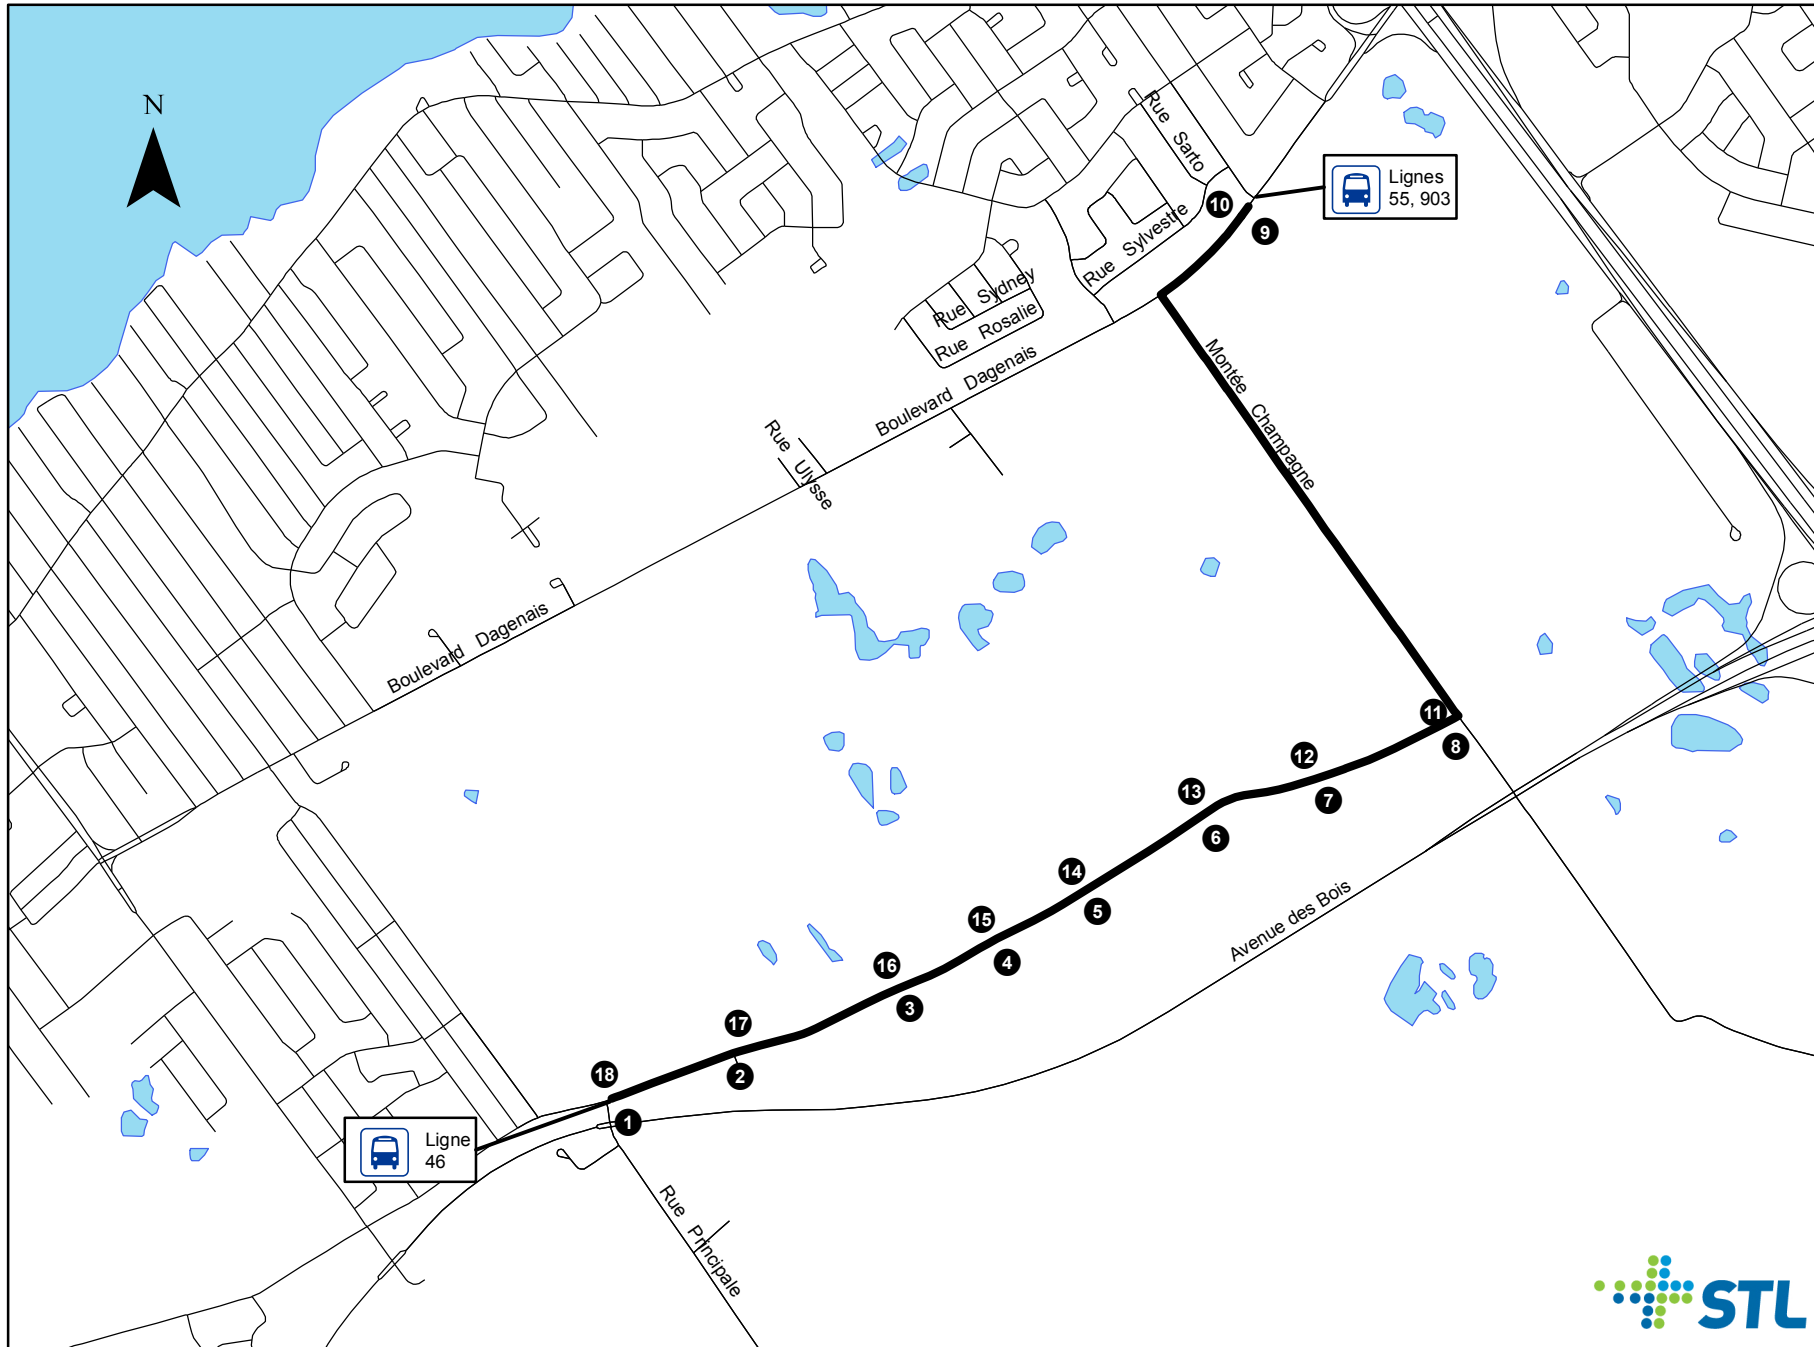 N
Rue Sarto
Lignes
55, 903
10
9
Rue Sylvestre
Rue Sydney
Rue Rosalie
Boulevard Dagenais
Montée Champagne
Rue Ulysse
Boulevard Dagenais
11
8
12
7
13
6
14
5
Avenue des Bois
15
4
16
3
17
2
18
1
Ligne
46
Rue Principale
STL